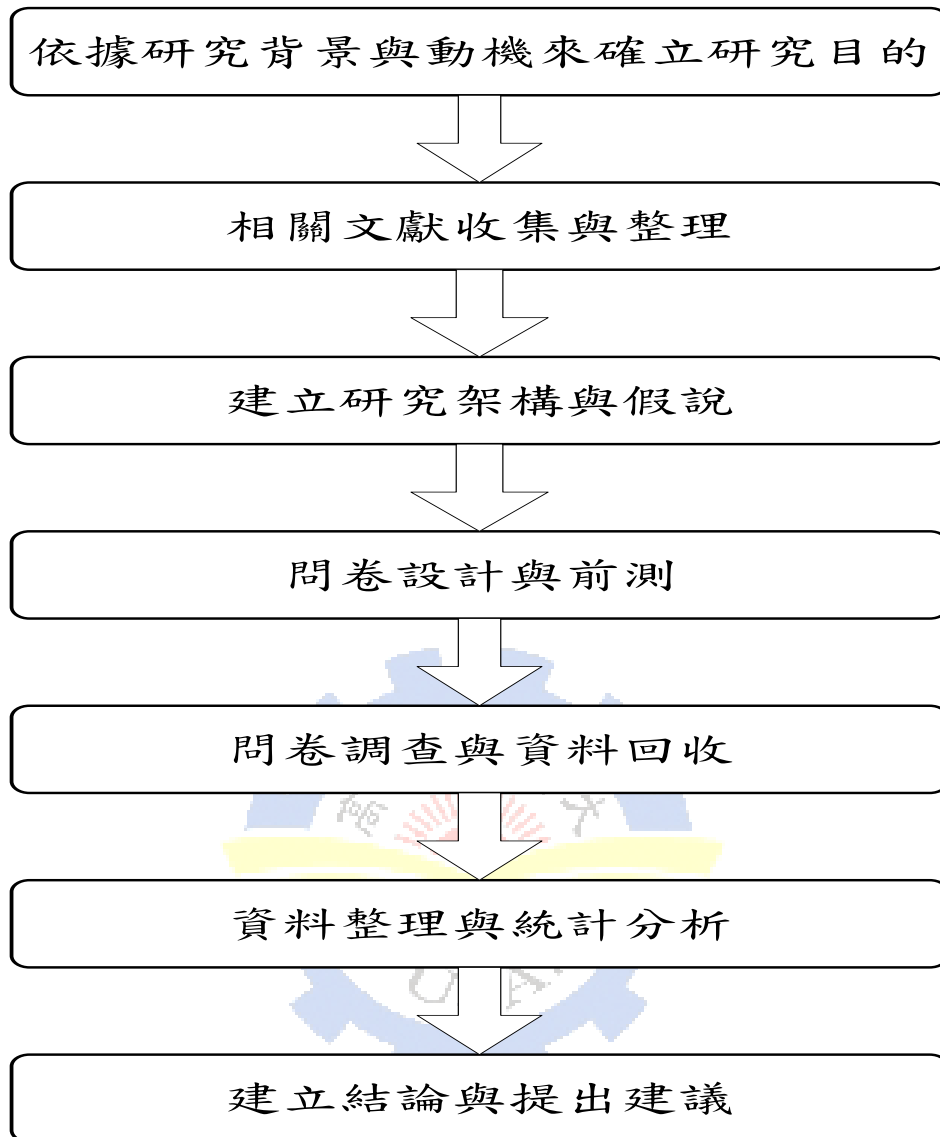 依據研究背景與動機來確立研究目的
相關文獻收集與整理
建立研究架構與假說
問卷設計與前測
問卷調查與資料回收
高
大
資料整理與統計分析
建立結論與提出建議